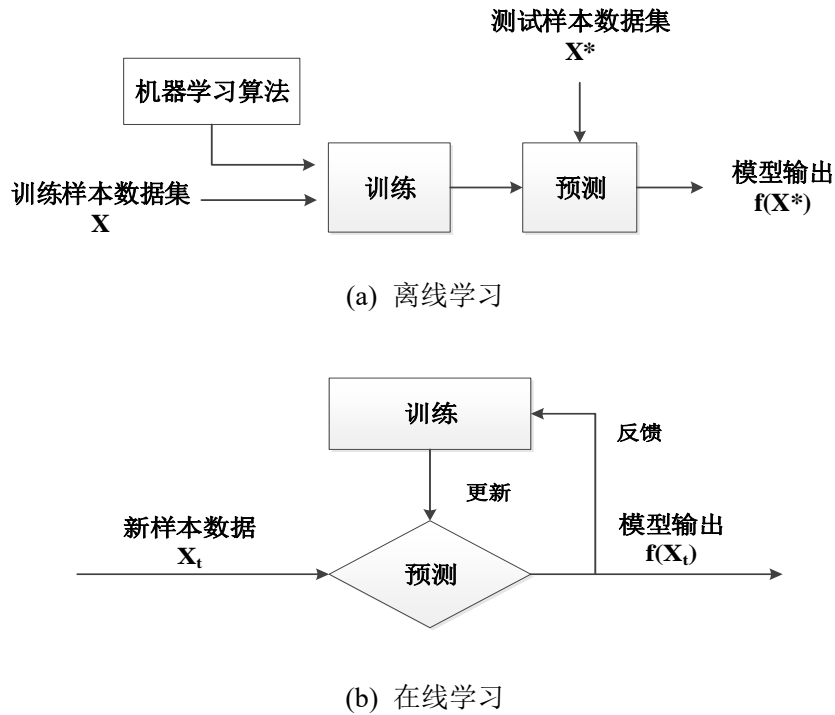 测试样本数据集
X*
机器学习算法
训练样本数据集
X
训练
预测
模型输出
f(X*)
(a) 离线学习
训练
反馈
更新
新样本数据
Xt
预测
模型输出
f(Xt)
(b) 在线学习